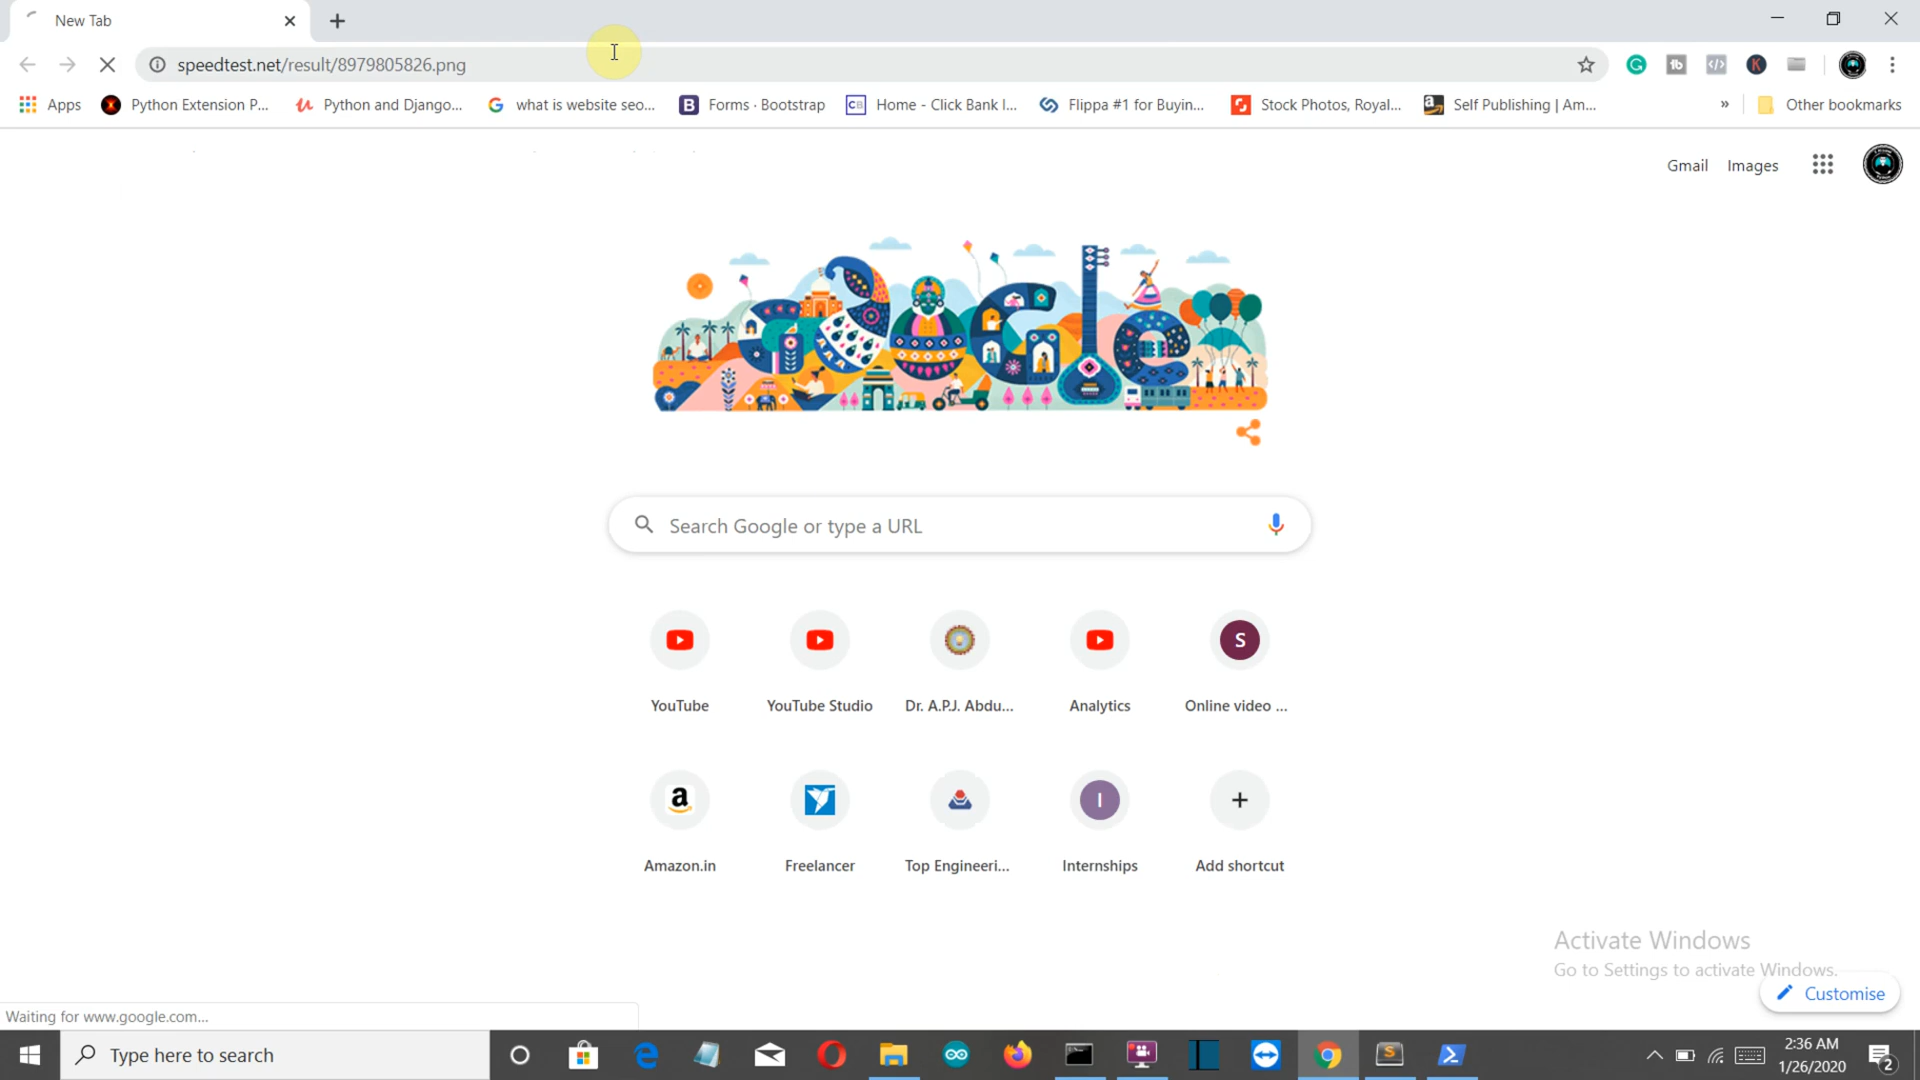 New Tab
speedtest.net/result/8979805826.png
Apps
Python Extension P...
Python and Django...
what is website seo...
Forms · Bootstrap
Home - Click Bank I...
Flippa #1 for Buyin...
Stock Photos, Royal...
Self Publishing | Am...
»
Other bookmarks
Gmail
Images
Search Google or type a URL
YouTube
YouTube Studio
Dr. A.P.J. Abdu...
Analytics
S
Online video ...
Amazon.in
Freelancer
Top Engineeri...
I
Internships
Add shortcut
Activate Windows
Go to Settings to activate Windows.
Customise
Waiting for www.google.com...
Type here to search
2:36 AM
1/26/2020
2